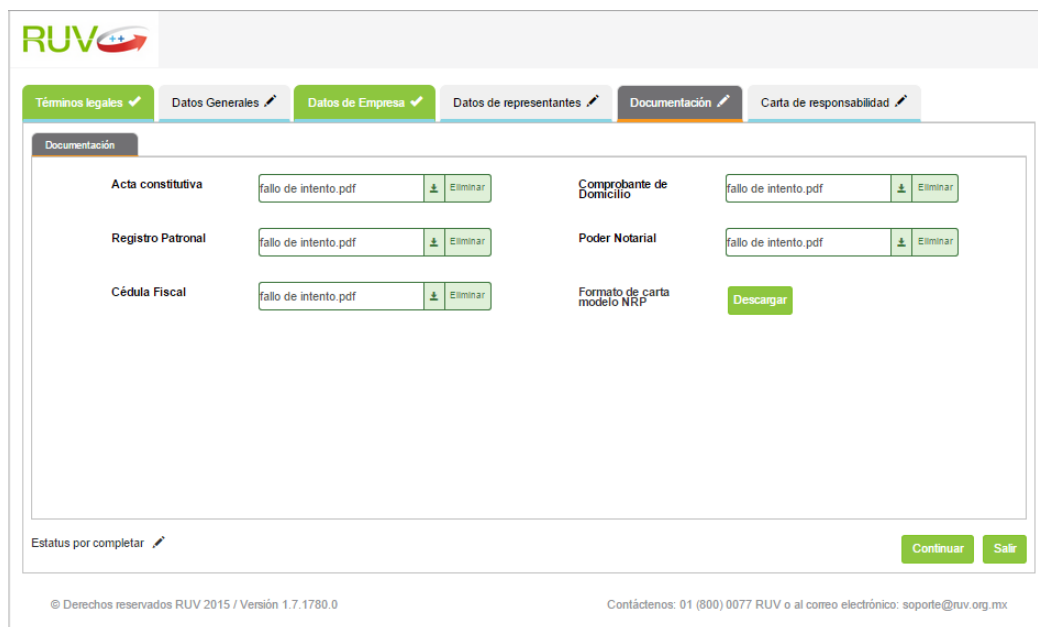 RUV++
Términos legales
Datos Generales
Datos de Empresa
Datos de representantes
Documentación
Carta de responsabilidad
Documentación
Acta constitutiva
fallo de intento.pdf
Eliminar
Comprobante de
Domicilio
fallo de intento.pdf
Eliminar
Registro Patronal
fallo de intento.pdf
Eliminar
Poder Notarial
fallo de intento.pdf
Eliminar
Cédula Fiscal
fallo de intento.pdf
Eliminar
Formato de carta
modelo NRP
Descargar
Estatus por completar
Continuar
Salir
© Derechos reservados RUV 2015 / Versión 1.7.1780.0
Contáctenos: 01 (800) 0077 RUV o al correo electrónico: soporte@ruv.org.mx